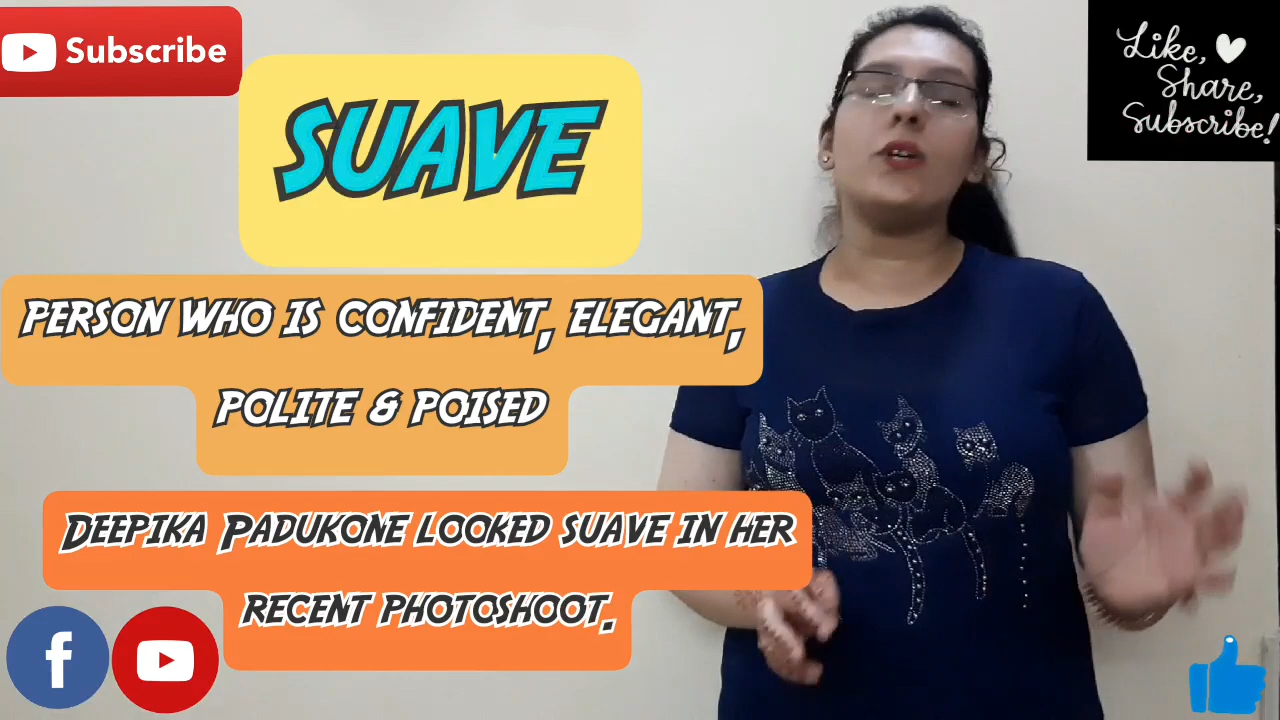 Subscribe
SUAVE
PERSON WHO IS CONFIDENT, ELEGANT,
POLITE & POISED
DEEPIKA PADUKONE LOOKED SUAVE IN HER
RECENT PHOTOSHOOT.
Like,
Share,
Subscribe!
f